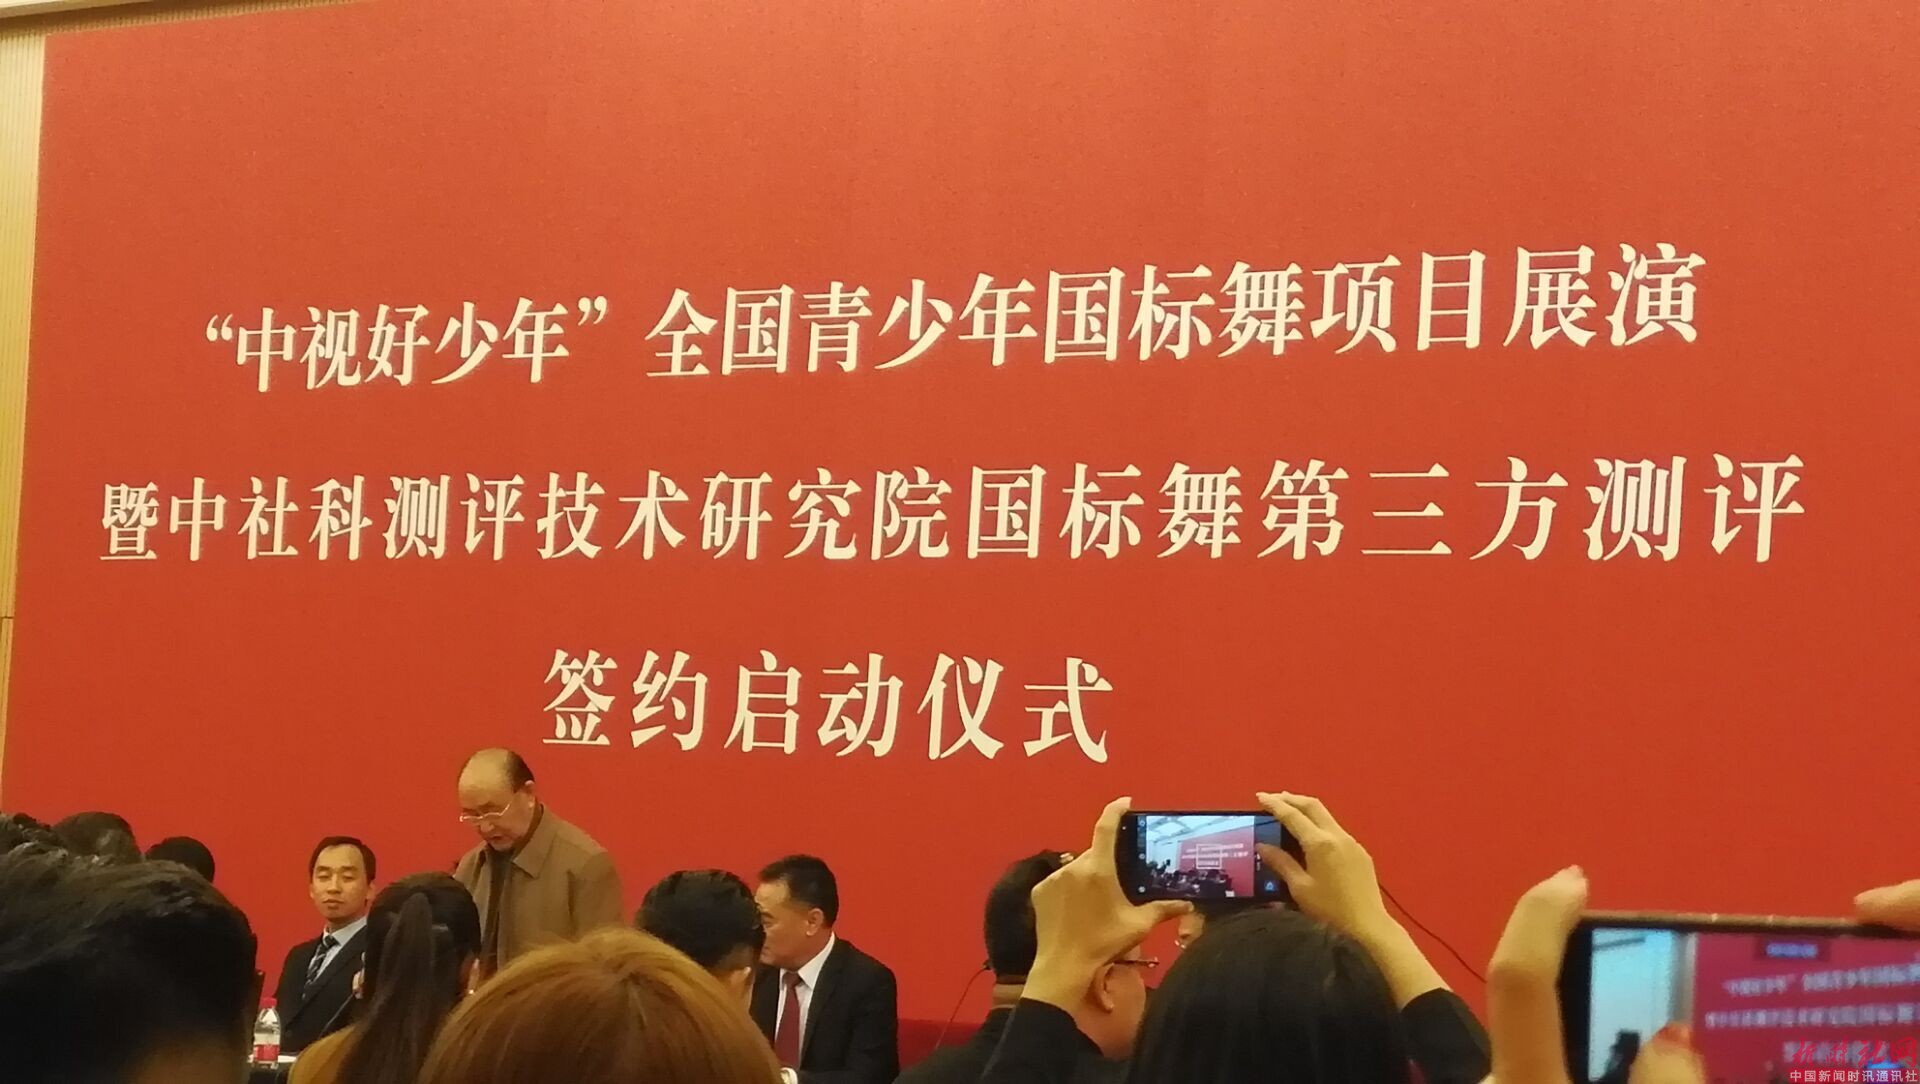 “中视好少年”全国青少年国标舞项目展演
暨中社科测评技术研究院国标舞第三方测评
签约启动仪式
中国新闻时讯通讯社